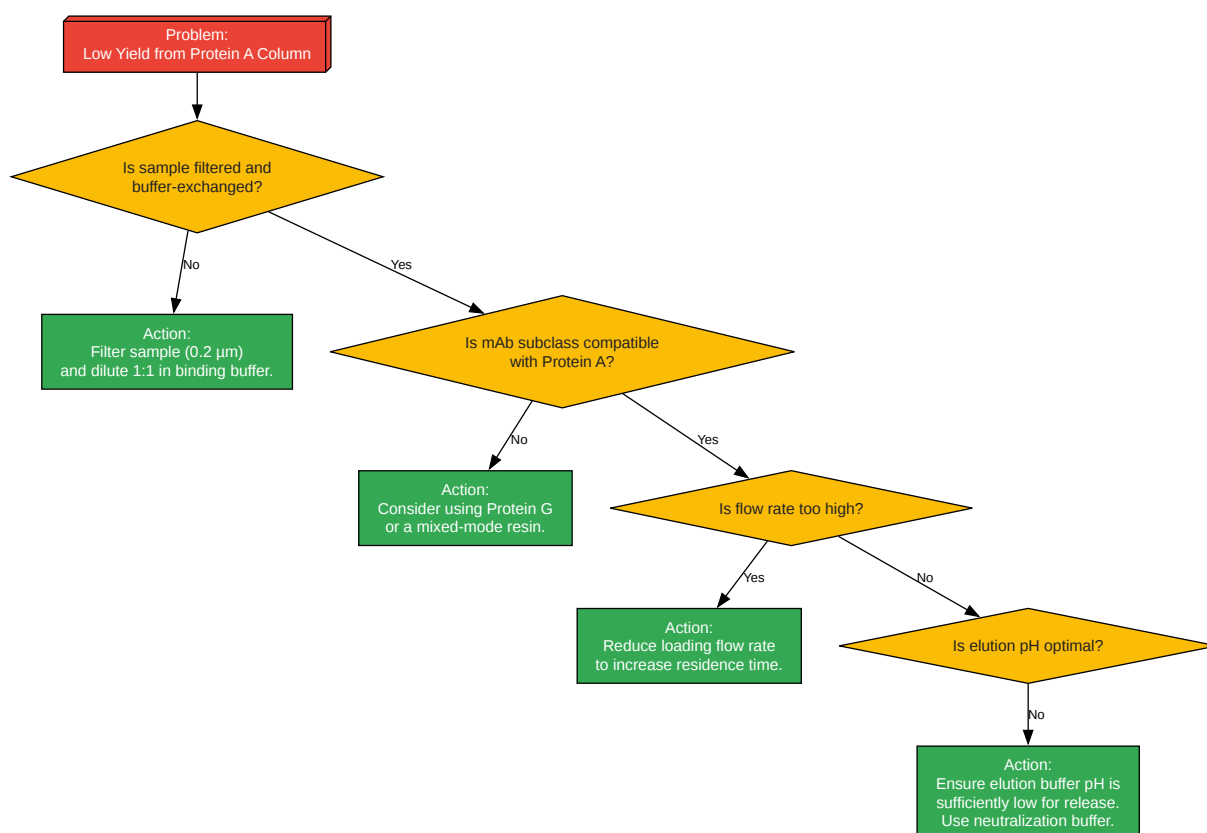 Problem:
Low Yield from Protein A Column
Is sample filtered and
buffer-exchanged?
No
Yes
Action:
Filter sample (0.2 µm)
and dilute 1:1 in binding buffer.
Is mAb subclass compatible
with Protein A?
No
Yes
Action:
Consider using Protein G
or a mixed-mode resin.
Is flow rate too high?
Yes
No
Action:
Reduce loading flow rate
to increase residence time.
Is elution pH optimal?
No
Action:
Ensure elution buffer pH is
sufficiently low for release.
Use neutralization buffer.